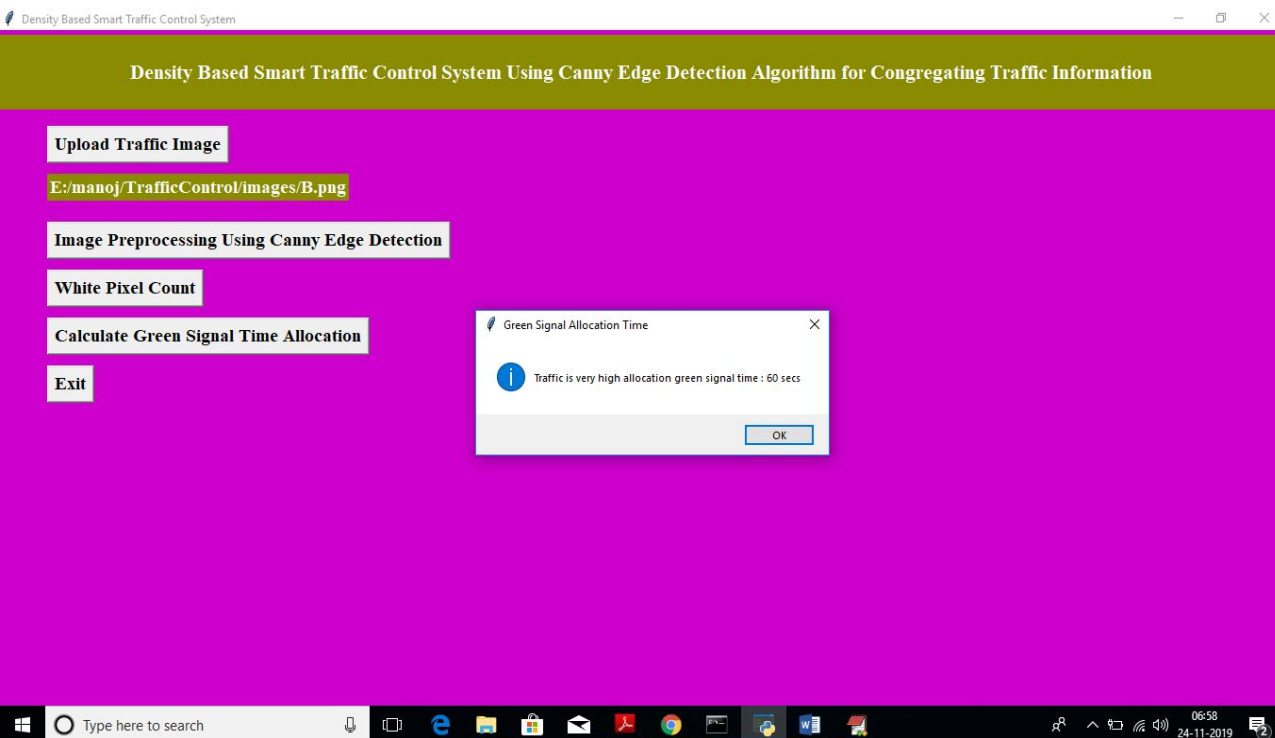 Density Based Smart Traffic Control System
Density Based Smart Traffic Control System Using Canny Edge Detection Algorithm for Congregating Traffic Information
Upload Traffic Image
E:/manoj/TrafficControl/images/B.png
Image Preprocessing Using Canny Edge Detection
White Pixel Count
Calculate Green Signal Time Allocation
Exit
Green Signal Allocation Time
Traffic is very high allocation green signal time : 60 secs
OK
Type here to search
06:58
24-11-2019
2